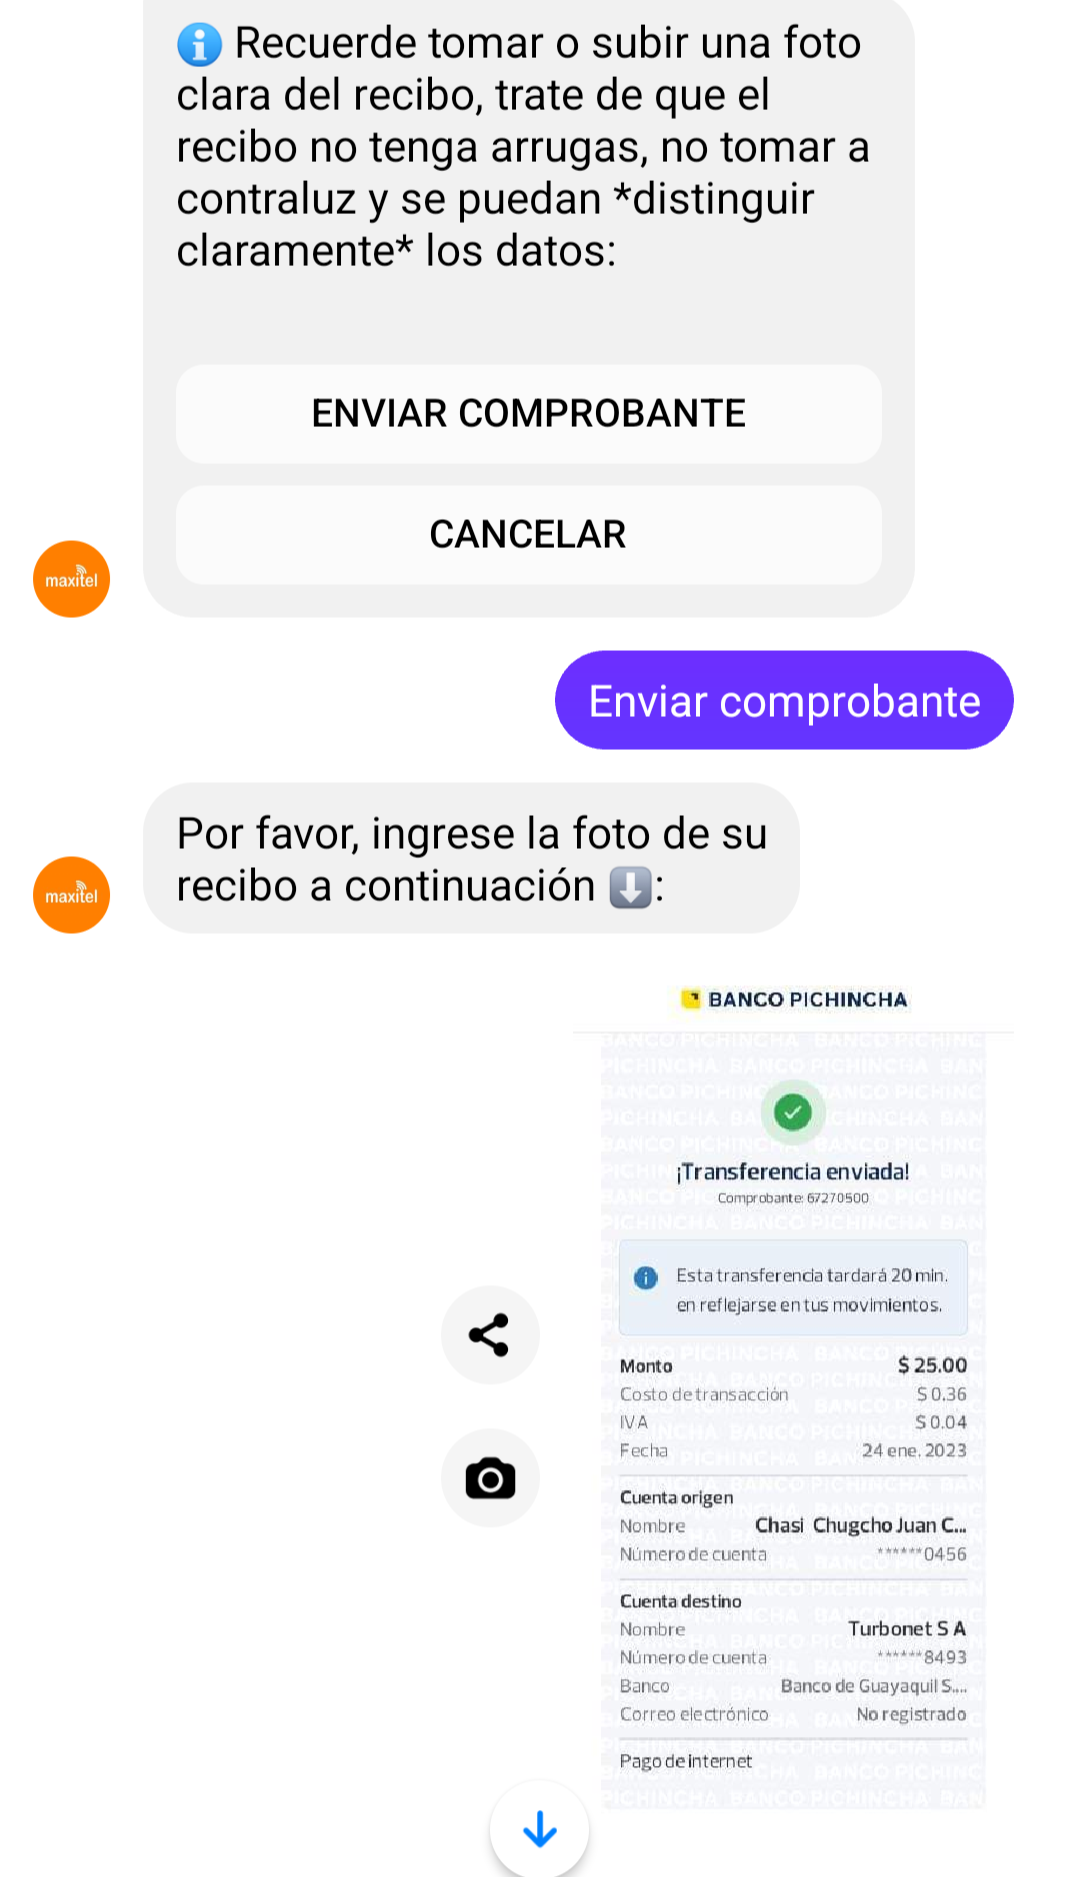 Recuerde tomar o subir una foto
clara del recibo, trate de que el
recibo no tenga arrugas, no tomar a
contraluz y se puedan *distinguir
claramente* los datos:
ENVIAR COMPROBANTE
CANCELAR
maxitel
Enviar comprobante
Por favor, ingrese la foto de su
recibo a continuación ⬇️:
maxitel
BANCO PICHINCHA
¡Transferencia enviada!
Comprobante: 67270500
Esta transferencia tardará 20 min.
en reflejarse en tus movimientos.
Monto $ 25.00
Costo de transacción $ 0.36
IVA $ 0.04
Fecha 24 ene. 2023
Cuenta origen
Nombre Chasi Chugcho Juan C...
Número de cuenta ******0456
Cuenta destino
Nombre Turbonet S A
Número de cuenta ******8493
Banco Banco de Guayaquil S....
Correo electrónico No registrado
Pago de internet